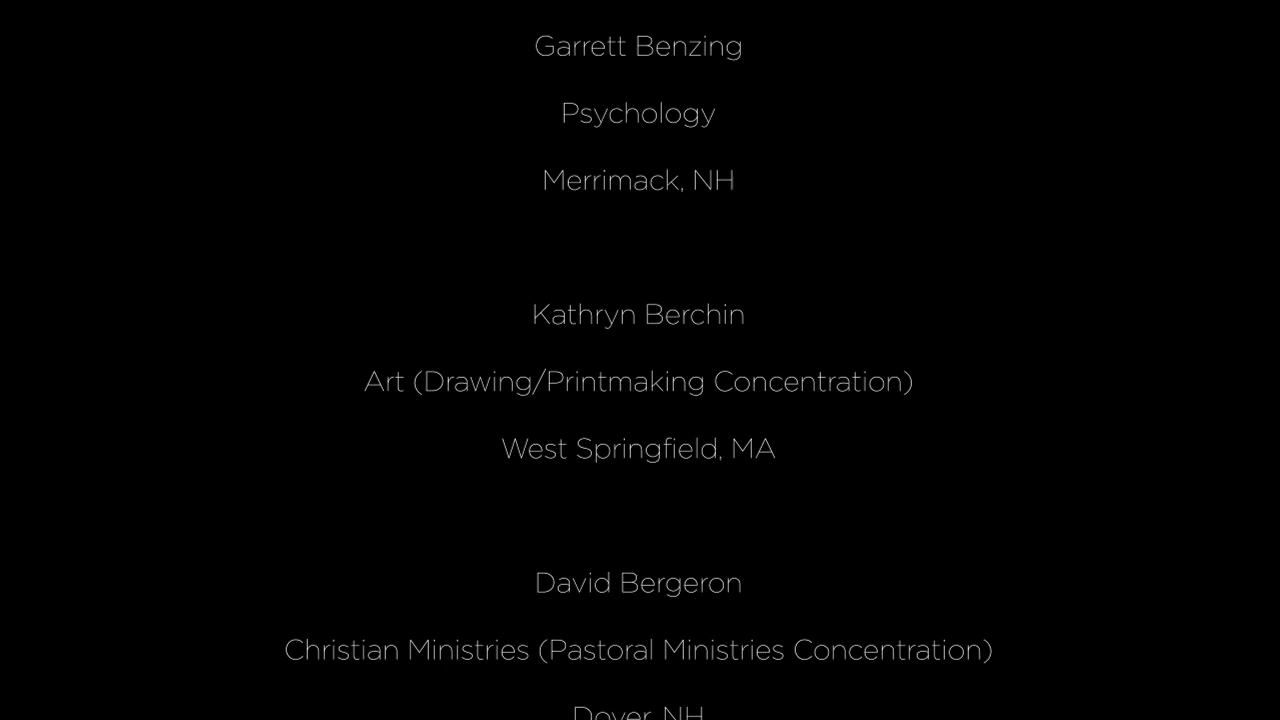 Garrett Benzing
Psychology
Merrimack, NH
Kathryn Berchin
Art (Drawing/Printmaking Concentration)
West Springfield, MA
David Bergeron
Christian Ministries (Pastoral Ministries Concentration)
Dover, NH